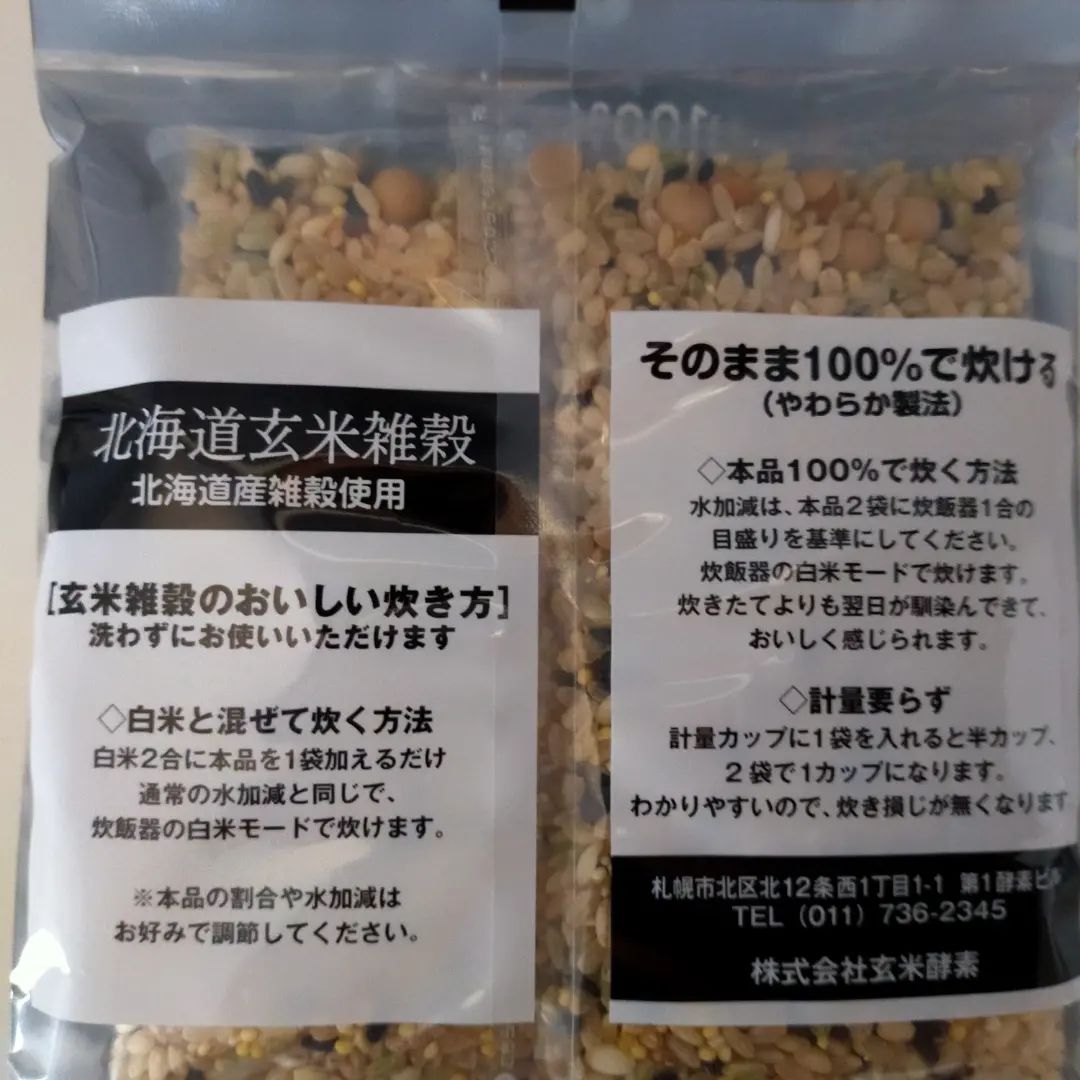 北海道玄米雑穀
北海道産雑穀使用
[玄米雑穀のおいしい炊き方]
洗わずにお使いいただけます
◇白米と混ぜて炊く方法
白米2合に本品を1袋加えるだけ
通常の水加減と同じで、
炊飯器の白米モードで炊けます。
※本品の割合や水加減は
お好みで調節してください。
そのまま100%で炊ける
(やわらか製法)
◇本品100%で炊く方法
水加減は、本品2袋に炊飯器1合の
目盛りを基準にしてください。
炊飯器の白米モードで炊けます。
炊きたてよりも翌日が馴染んできて、
おいしく感じられます。
◇計量要らず
計量カップに1袋を入れると半カップ、
2袋で1カップになります。
わかりやすいので、炊き損じが無くなります
札幌市北区北12条西1丁目1-1 第1酵素ビル
TEL (011) 736-2345
株式会社玄米酵素